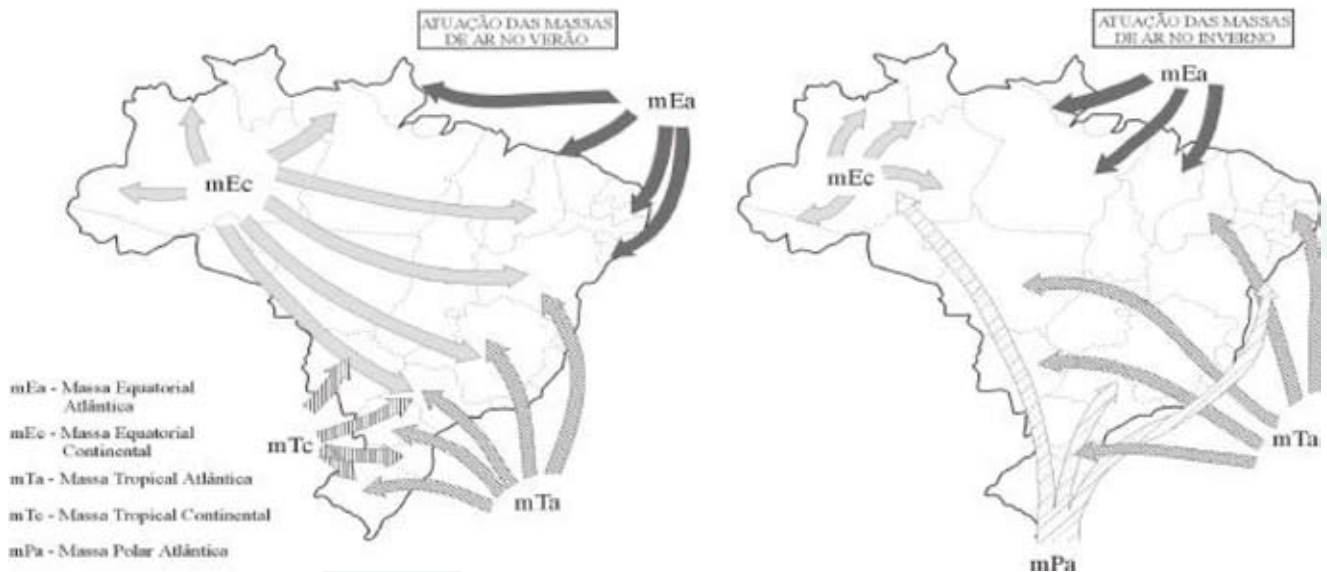 ATUAÇÃO DAS MASSAS
DE AR NO VERÃO
mEa
mEc
mTc
mTa
mEa - Massa Equatorial
Atlântica
mEc - Massa Equatorial
Continental
mTa - Massa Tropical Atlântica
mTc - Massa Tropical Continental
mPa - Massa Polar Atlântica
ATUAÇÃO DAS MASSAS
DE AR NO INVERNO
mEa
mEc
mTa
mPa